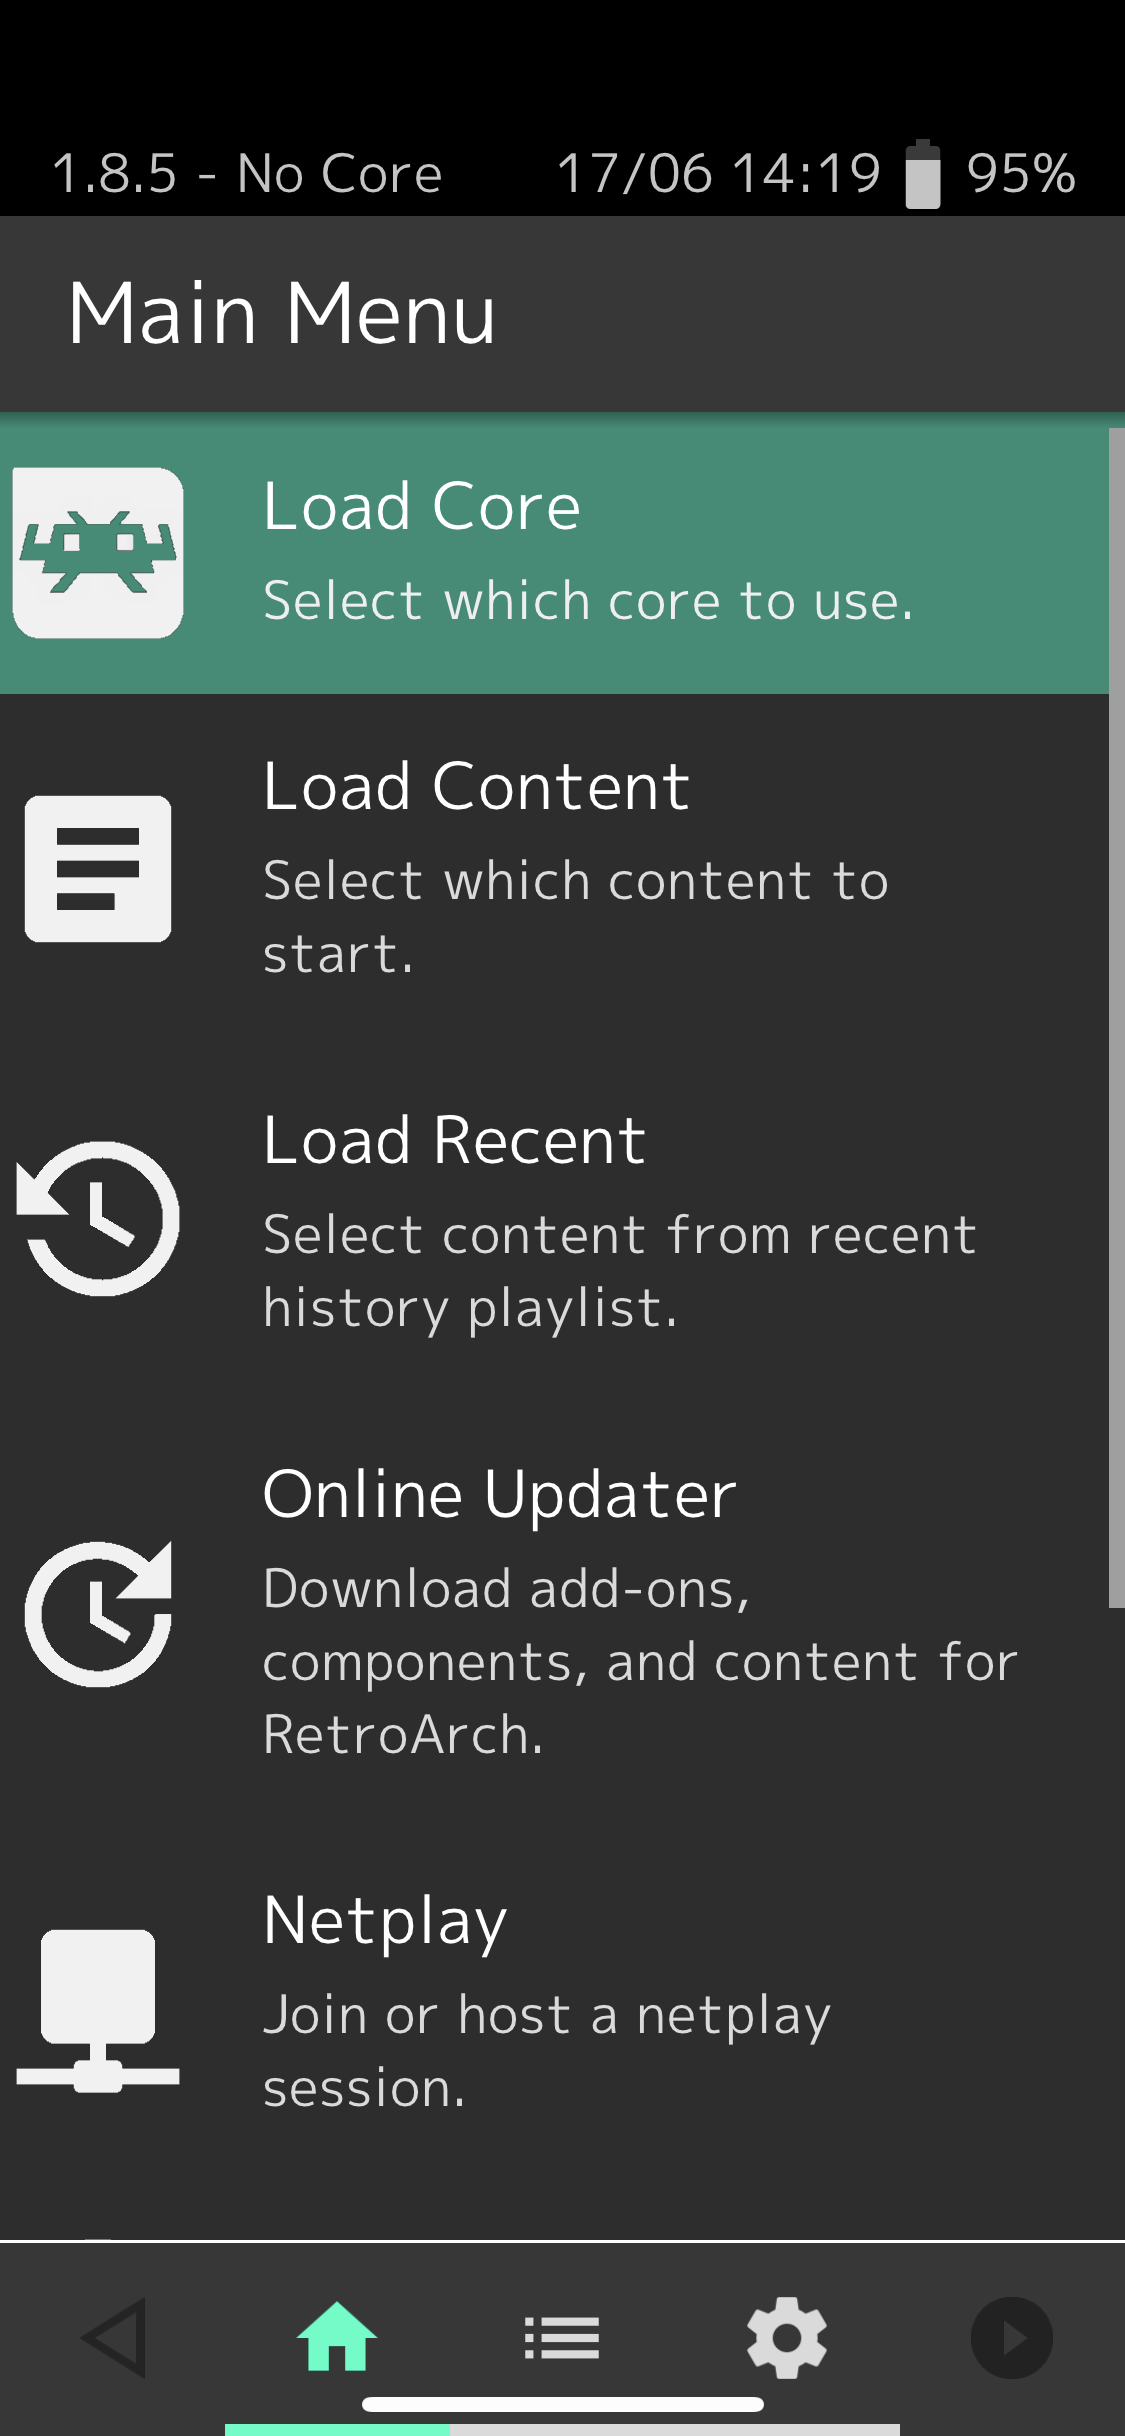 1.8.5 - No Core 17/06 14:19 95%
Main Menu
Load Core
Select which core to use.
Load Content
Select which content to
start.
Load Recent
Select content from recent
history playlist.
Online Updater
Download add-ons,
components, and content for
RetroArch.
Netplay
Join or host a netplay
session.